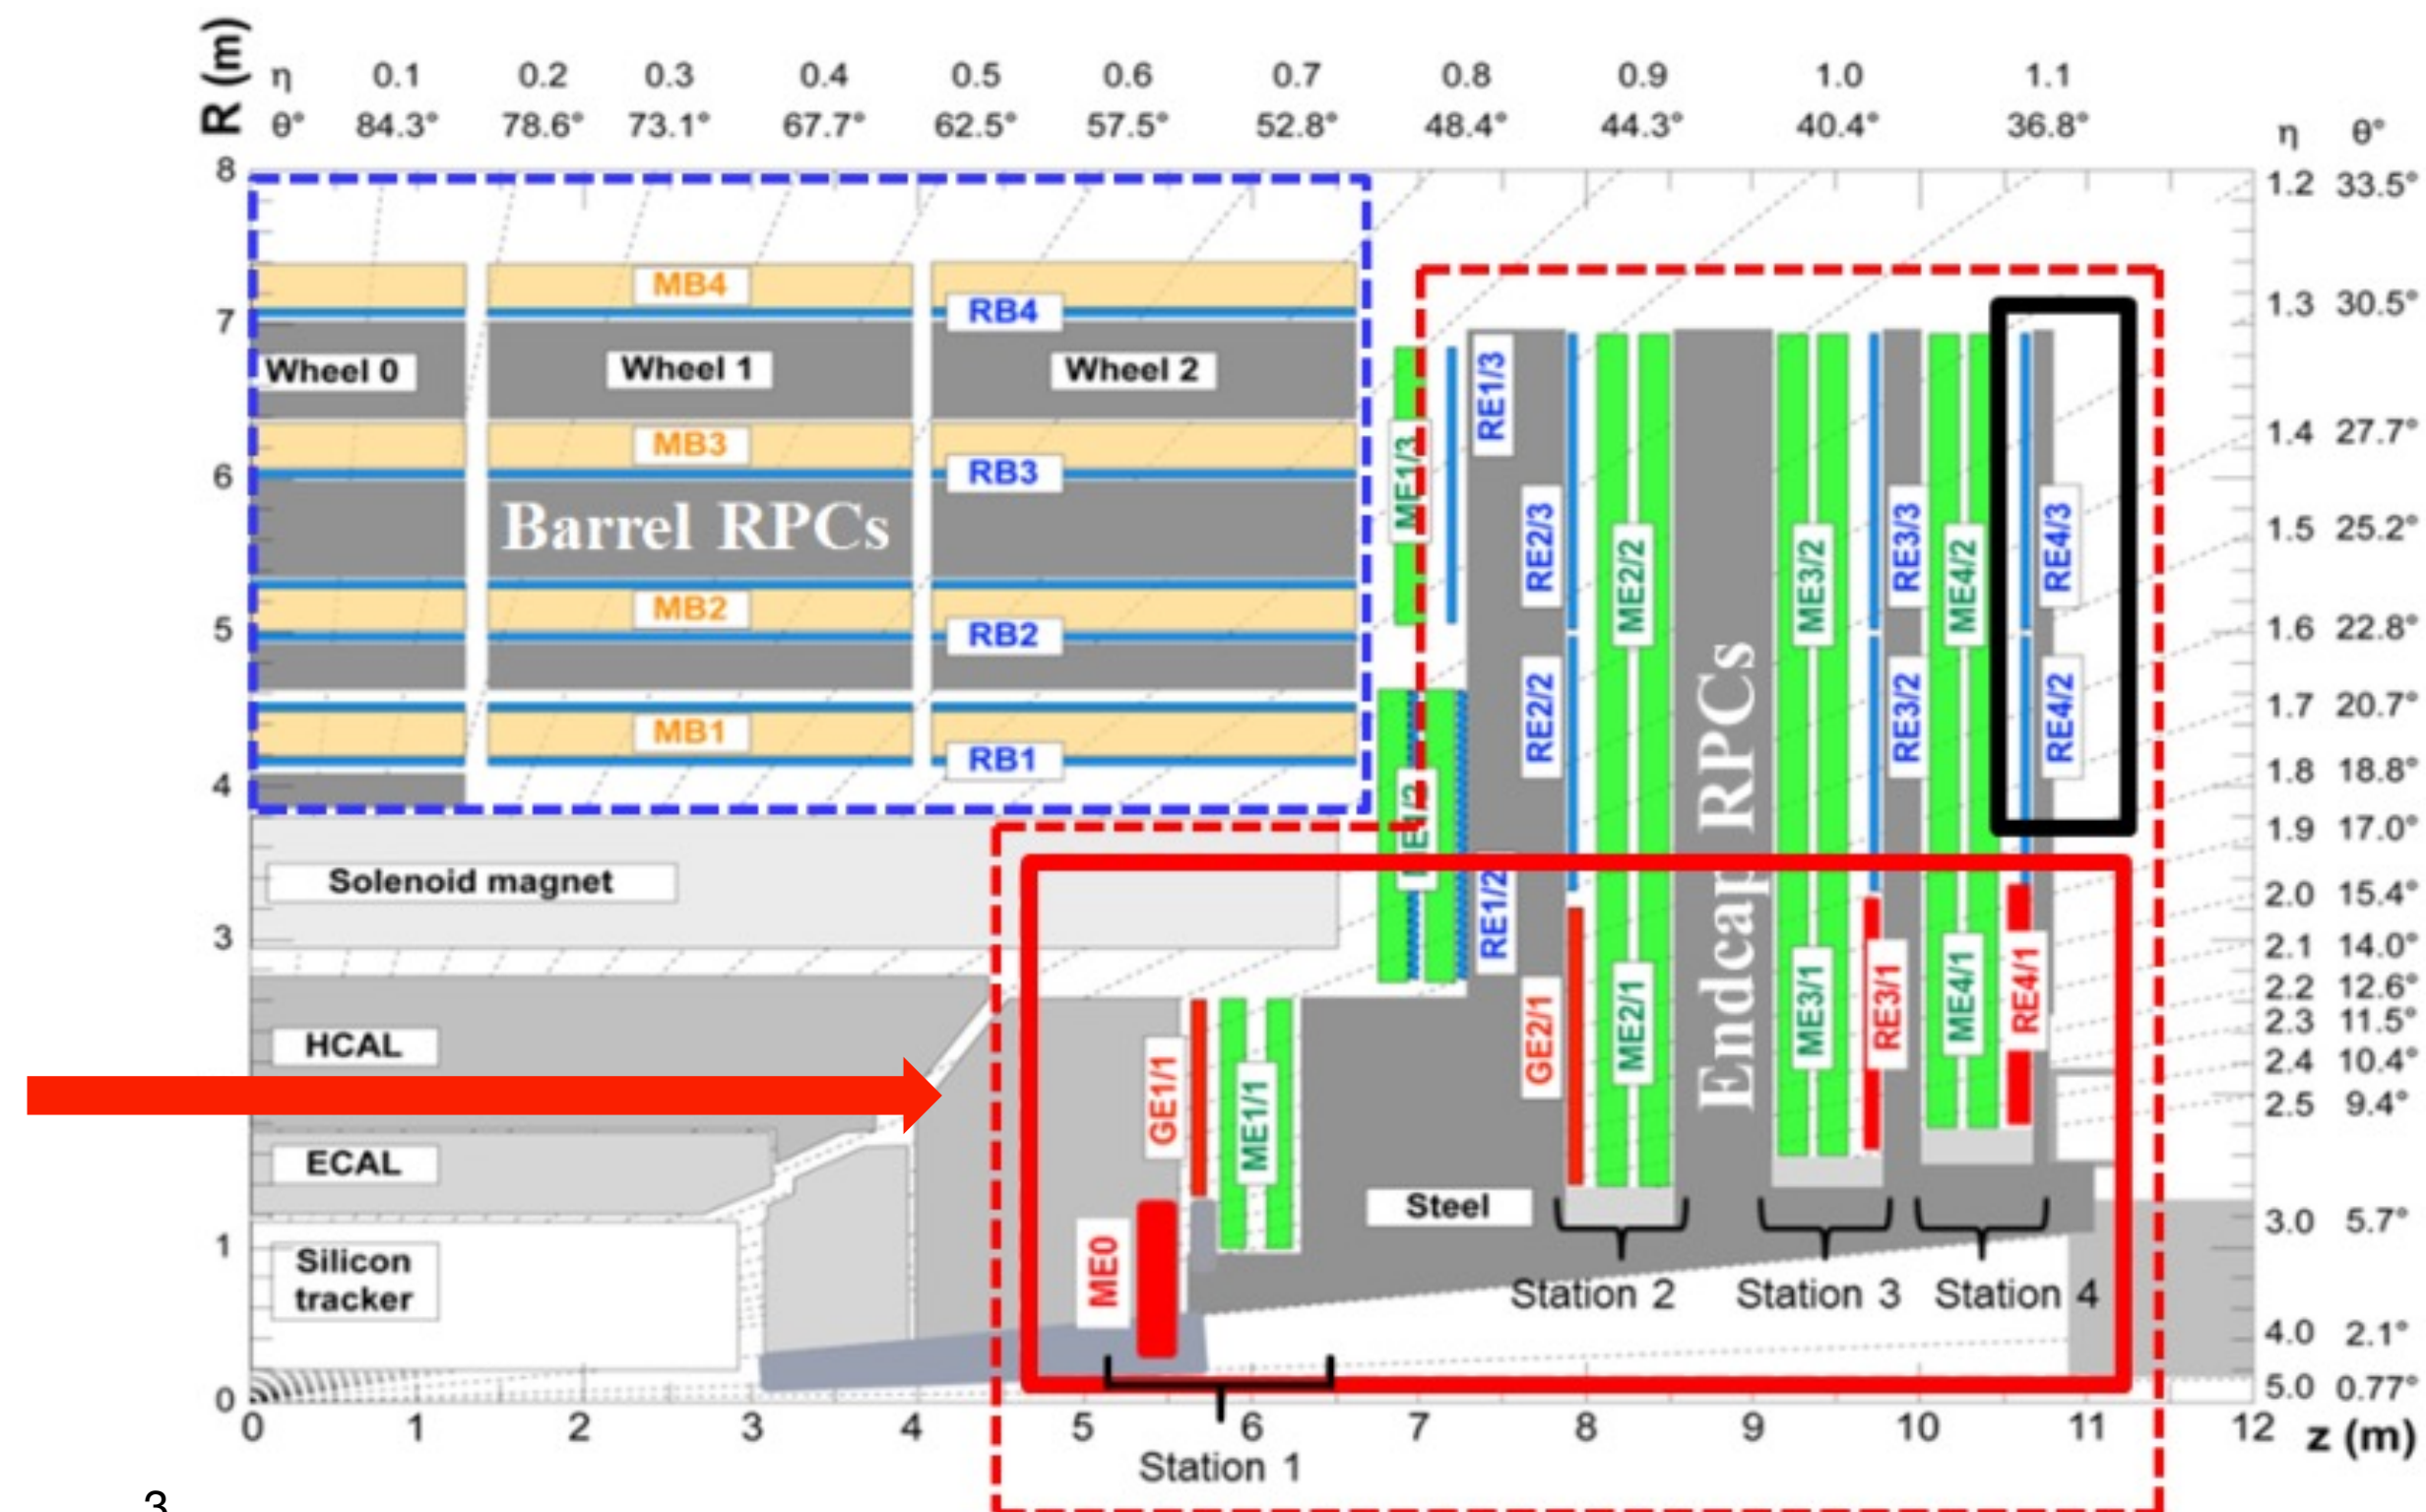 R (m)
η 0.1 0.2 0.3 0.4 0.5 0.6 0.7 0.8 0.9 1.0 1.1
θ° 84.3° 78.6° 73.1° 67.7° 62.5° 57.5° 52.8° 48.4° 44.3° 40.4° 36.8°
η θ°
8
7
6
5
4
3
1
0
1.2 33.5°
1.3 30.5°
1.4 27.7°
1.5 25.2°
1.6 22.8°
1.7 20.7°
1.8 18.8°
1.9 17.0°
2.0 15.4°
2.1 14.0°
2.2 12.6°
2.3 11.5°
2.4 10.4°
2.5 9.4°
3.0 5.7°
4.0 2.1°
5.0 0.77°
MB4
RB4
Wheel 0
Wheel 1
Wheel 2
MB3
RB3
Barrel RPCs
MB2
RB2
MB1
RB1
Solenoid magnet
HCAL
ECAL
Silicon
tracker
ME1/3
RE1/3
ME1/2
RE1/2
RE2/3
RE2/2
ME2/2
Endcap RPCs
ME3/2
RE3/3
RE3/2
ME4/2
RE4/3
RE4/2
GE1/1
ME1/1
ME0
GE2/1
ME2/1
ME3/1
RE3/1
ME4/1
RE4/1
Steel
Station 2
Station 3
Station 4
0 1 2 3 4 5 6 7 8 9 10 11 12
z (m)
Station 1
3